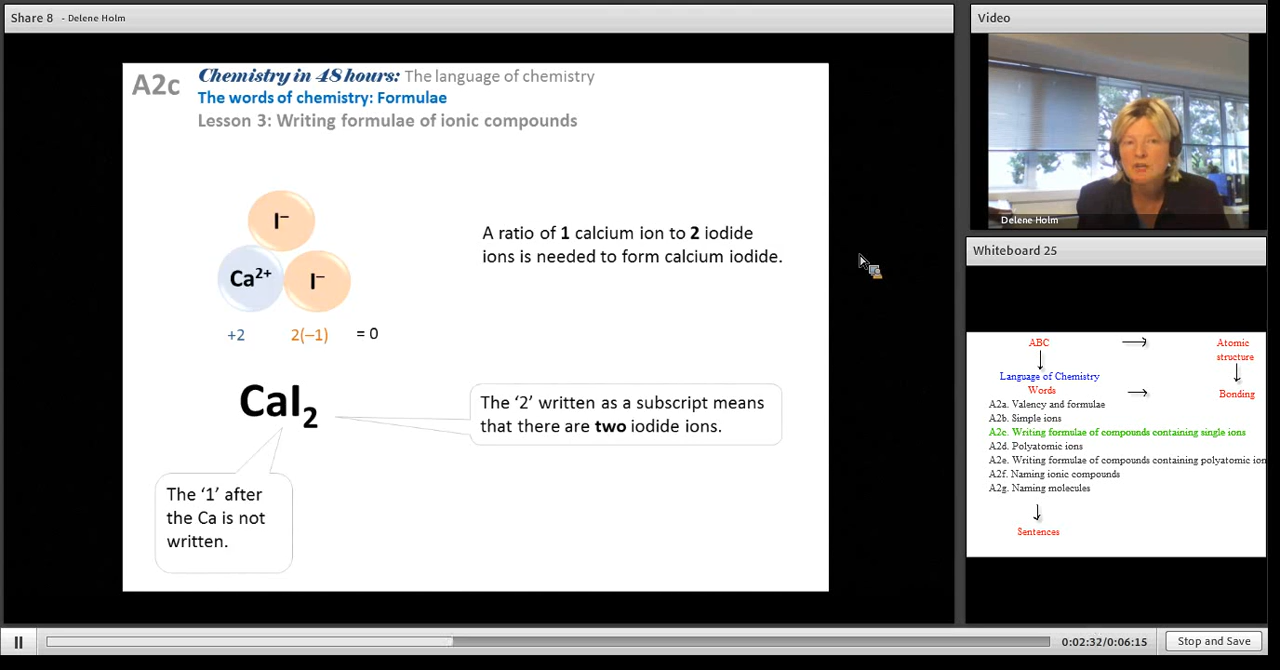 Share 8 - Delene Holm
A2c
Chemistry in 48 hours: The language of chemistry
The words of chemistry: Formulae
Lesson 3: Writing formulae of ionic compounds
I⁻
Ca²⁺ I⁻
+2 2(–1) = 0
A ratio of 1 calcium ion to 2 iodide
ions is needed to form calcium iodide.
CaI₂
The ‘2’ written as a subscript means
that there are two iodide ions.
The ‘1’ after
the Ca is not
written.
Video
Delene Holm
Whiteboard 25
ABC → Atomic
structure
↓ ↓
Language of Chemistry
Words → Bonding
A2a. Valency and formulae
A2b. Simple ions
A2c. Writing formulae of compounds containing single ions
A2d. Polyatomic ions
A2e. Writing formulae of compounds containing polyatomic ion
A2f. Naming ionic compounds
A2g. Naming molecules
↓
Sentences
0:02:32/0:06:15 Stop and Save